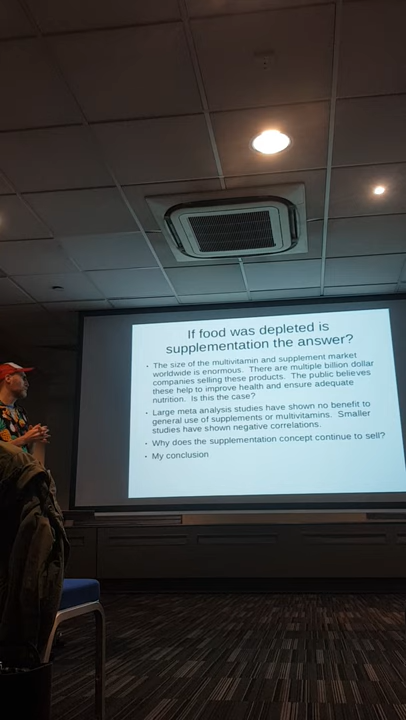 If food was depleted is
supplementation the answer?
• The size of the multivitamin and supplement market
worldwide is enormous. There are multiple billion dollar
companies selling these products. The public believes
these help to improve health and ensure adequate
nutrition. Is this the case?
• Large meta analysis studies have shown no benefit to
general use of supplements or multivitamins. Smaller
studies have shown negative correlations.
• Why does the supplementation concept continue to sell?
• My conclusion